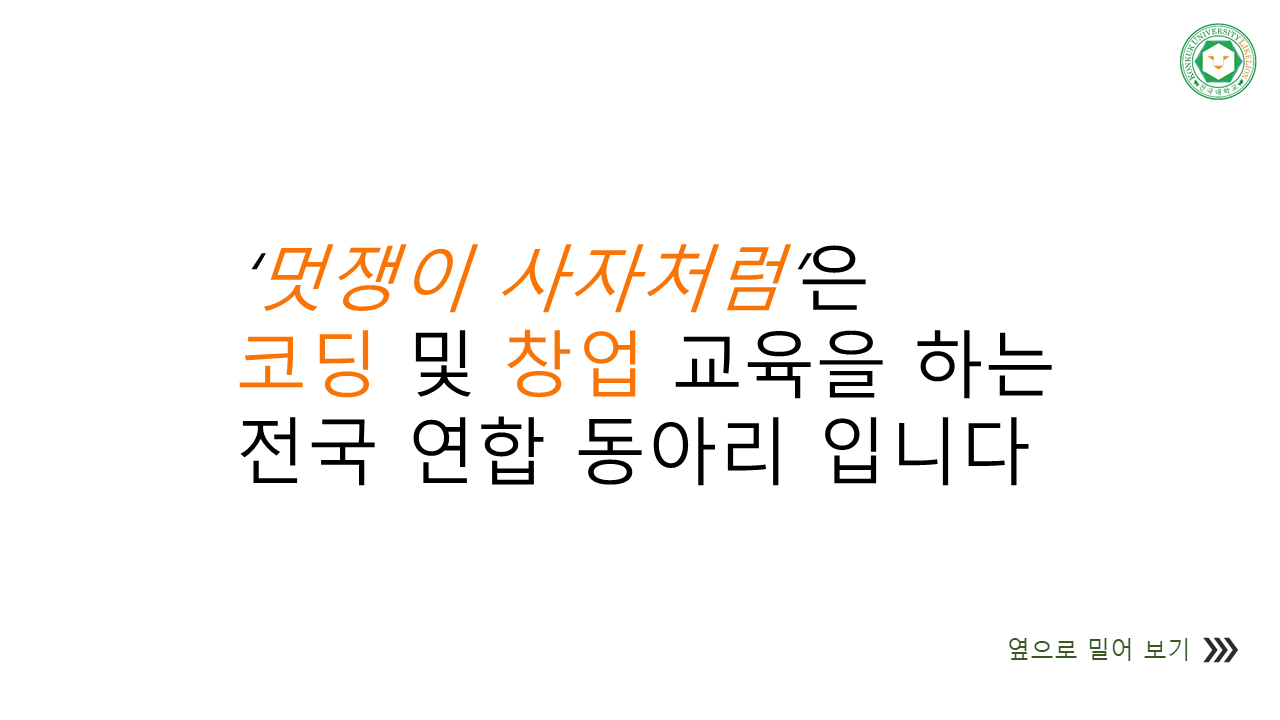 KONKUK UNIVERSITY LIKELION
건국대학교
‘멋쟁이 사자처럼’은
코딩 및 창업 교육을 하는
전국 연합 동아리 입니다
옆으로 밀어 보기